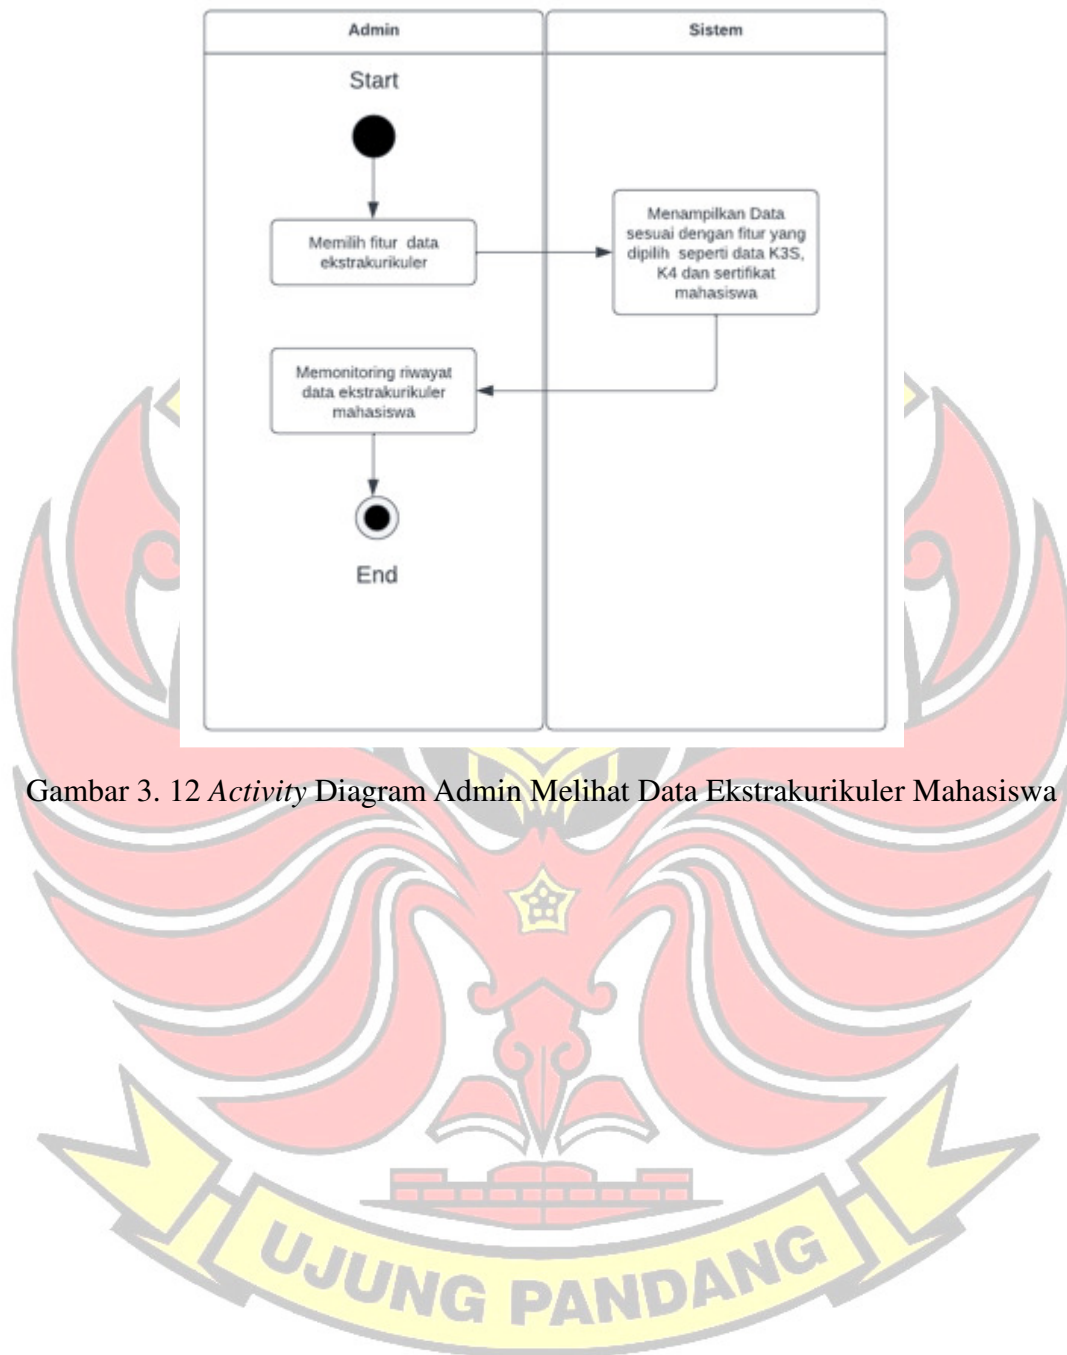 Admin
Sistem
Start
Memilih fitur data
ekstrakurikuler
Menampilkan Data
sesuai dengan fitur yang
dipilih seperti data K3S,
K4 dan sertifikat
mahasiswa
Memonitoring riwayat
data ekstrakurikuler
mahasiswa
End
Gambar 3. 12 Activity Diagram Admin Melihat Data Ekstrakurikuler Mahasiswa
UJUNG PANDANG